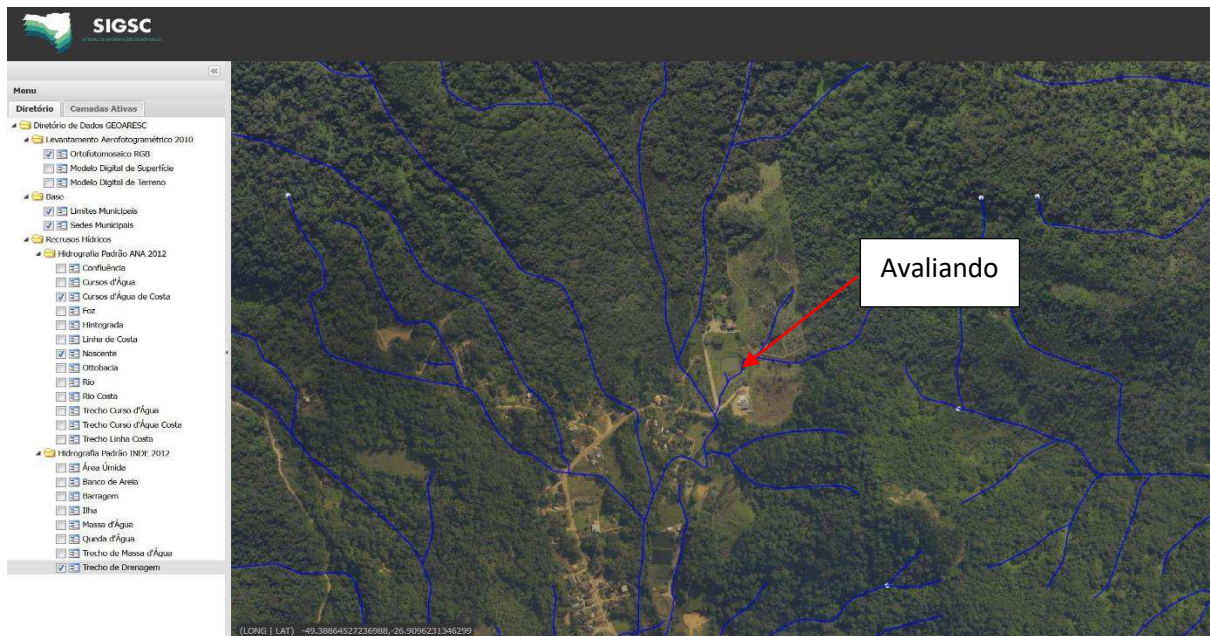 SIGSC
Menu
Diretório
Camadas Ativas
Diretório de Dados GEOARESC
Levantamento Aerofotogramétrico 2010
Ortofotomosaico RGB
Modelo Digital de Superfície
Modelo Digital de Terreno
Base
Limites Municipais
Sedes Municipais
Recrusos Hídricos
Hidrografia Padrão ANA 2012
Confluência
Cursos d'Água
Cursos d'Água de Costa
Foz
Hintegrada
Linha de Costa
Nascente
Ottobacia
Rio
Rio Costa
Trecho Curso d'Água
Trecho Curso d'Água Costa
Trecho Linha Costa
Hidrografia Padrão INDE 2012
Área Úmida
Banco de Areia
Barragem
Ilha
Massa d'Água
Queda d'Água
Trecho de Massa d'Água
Trecho de Drenagem
Avaliando
(LONG | LAT) -49.38864527236988,-26.9096231346299